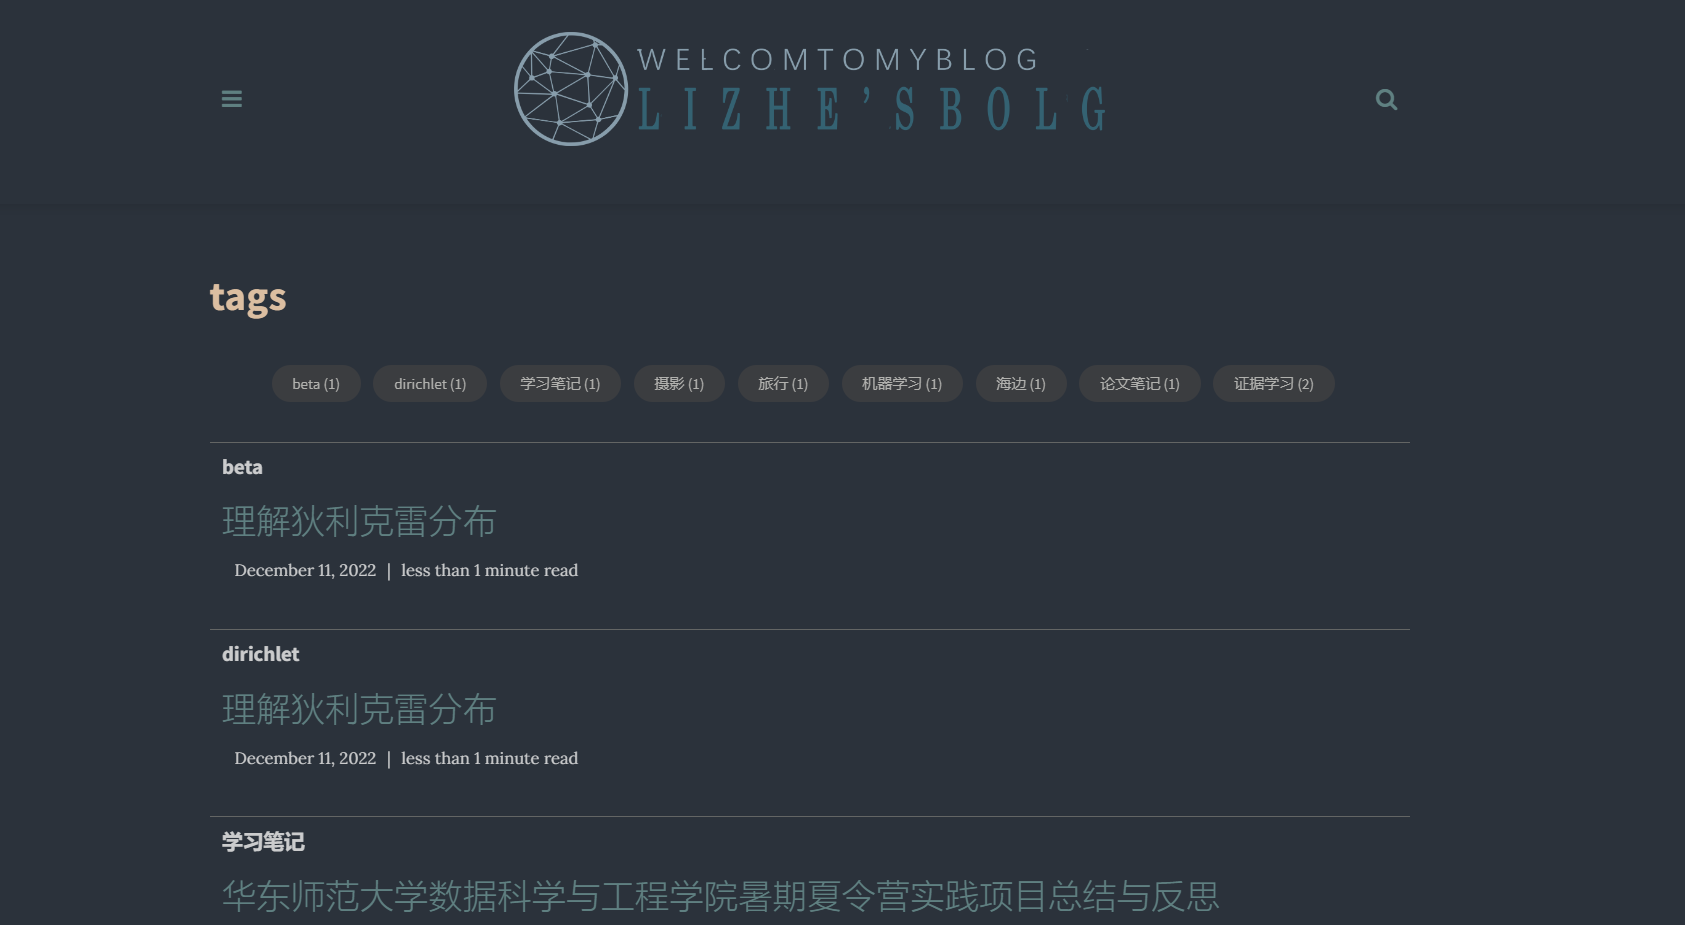 WELCOMTOMYBLOG
LIZHE’SBOLG
tags
beta (1) dirichlet (1) 学习笔记 (1) 摄影 (1) 旅行 (1) 机器学习 (1) 海边 (1) 论文笔记 (1) 证据学习 (2)
beta
理解狄利克雷分布
December 11, 2022 | less than 1 minute read
dirichlet
理解狄利克雷分布
December 11, 2022 | less than 1 minute read
学习笔记
华东师范大学数据科学与工程学院暑期夏令营实践项目总结与反思